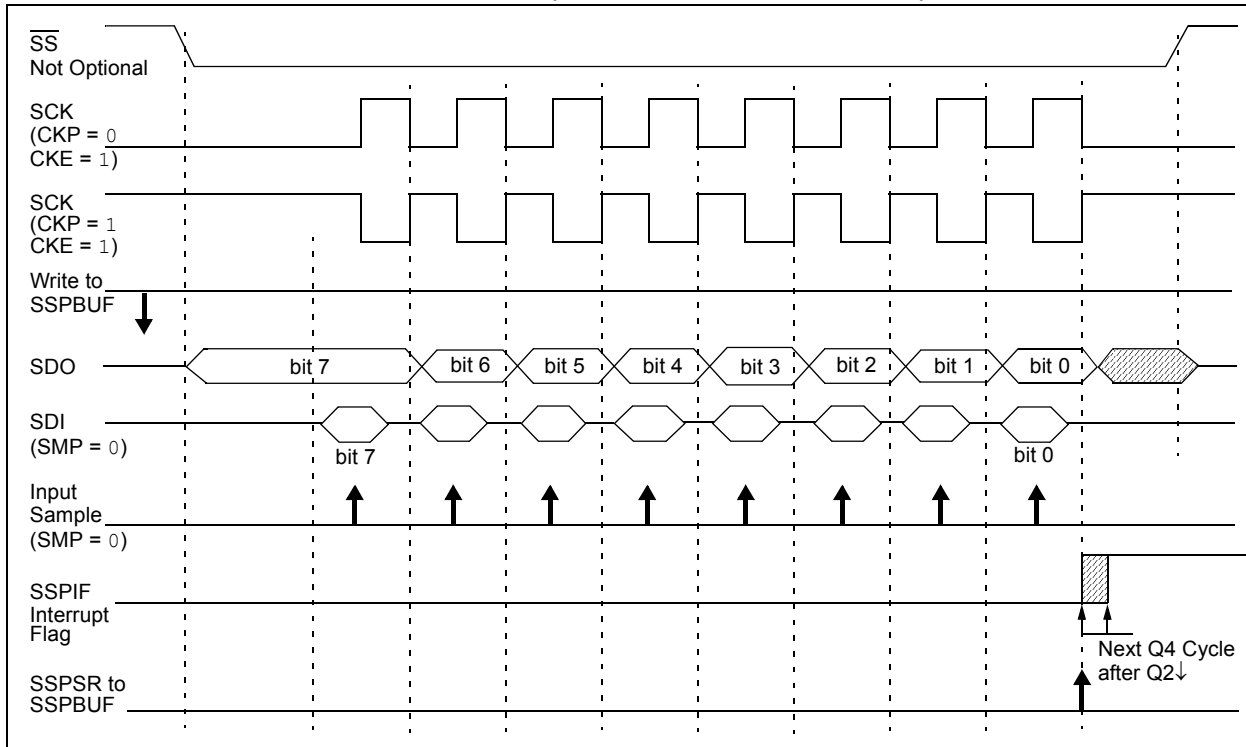 SS
Not Optional
SCK
(CKP = 0
CKE = 1)
SCK
(CKP = 1
CKE = 1)
Write to
SSPBUF
SDO
bit 7
bit 6
bit 5
bit 4
bit 3
bit 2
bit 1
bit 0
SDI
(SMP = 0)
bit 7
bit 0
Input
Sample
(SMP = 0)
SSPIF
Interrupt
Flag
Next Q4 Cycle
after Q2↓
SSPSR to
SSPBUF